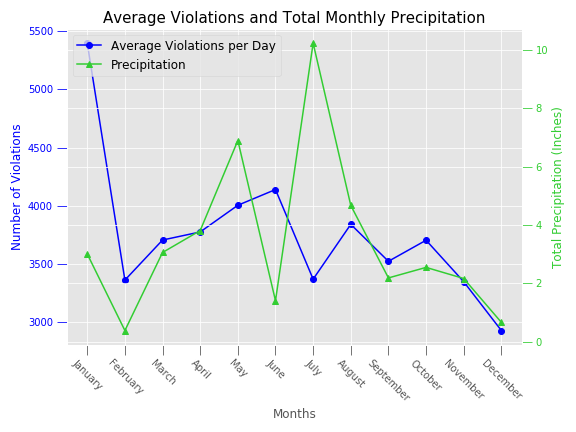 Average Violations and Total Monthly Precipitation
Average Violations per Day
Precipitation
Number of Violations
5500
5000
4500
4000
3500
3000
Total Precipitation (Inches)
10
8
6
4
2
0
January
February
March
April
May
June
July
August
September
October
November
December
Months